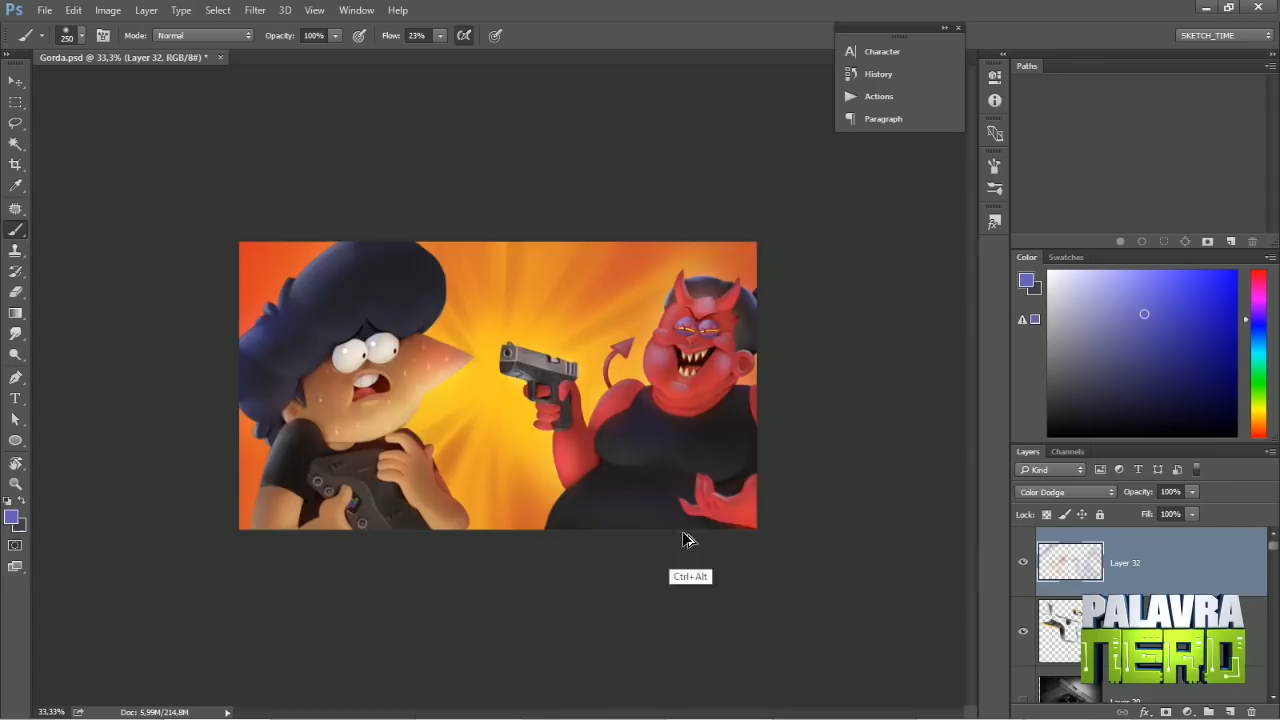 Ps File Edit Image Layer Type Select Filter 3D View Window Help
250 Mode: Normal Opacity: 100% Flow: 23% SKETCH_TIME
Gorda.psd @ 33,3% (Layer 32, RGB/8#) * ×
Character
History
Actions
Paragraph
Paths
Color Swatches
Layers Channels
Kind
Color Dodge Opacity: 100%
Lock: Fill: 100%
Layer 32
Ctrl+Alt
PALAVRA
NERD
33,33% Doc: 5,99M/214,8M